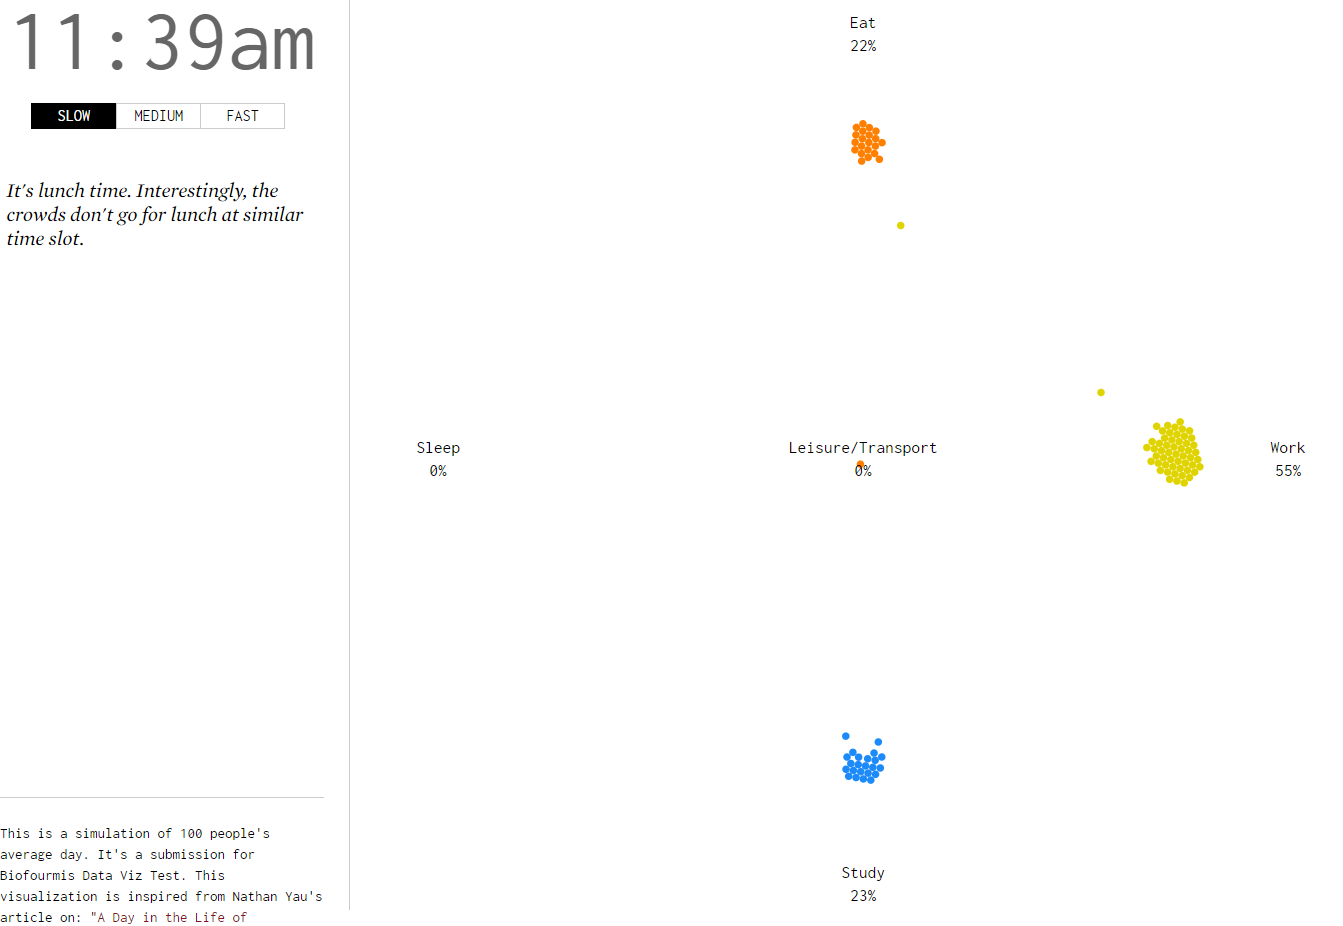 11:39am
SLOW
MEDIUM
FAST
It's lunch time. Interestingly, the
crowds don't go for lunch at similar
time slot.
This is a simulation of 100 people's
average day. It's a submission for
Biofourmis Data Viz Test. This
visualization is inspired from Nathan Yau's
article on: "A Day in the Life of
Eat
22%
Sleep
0%
Leisure/Transport
0%
Work
55%
Study
23%